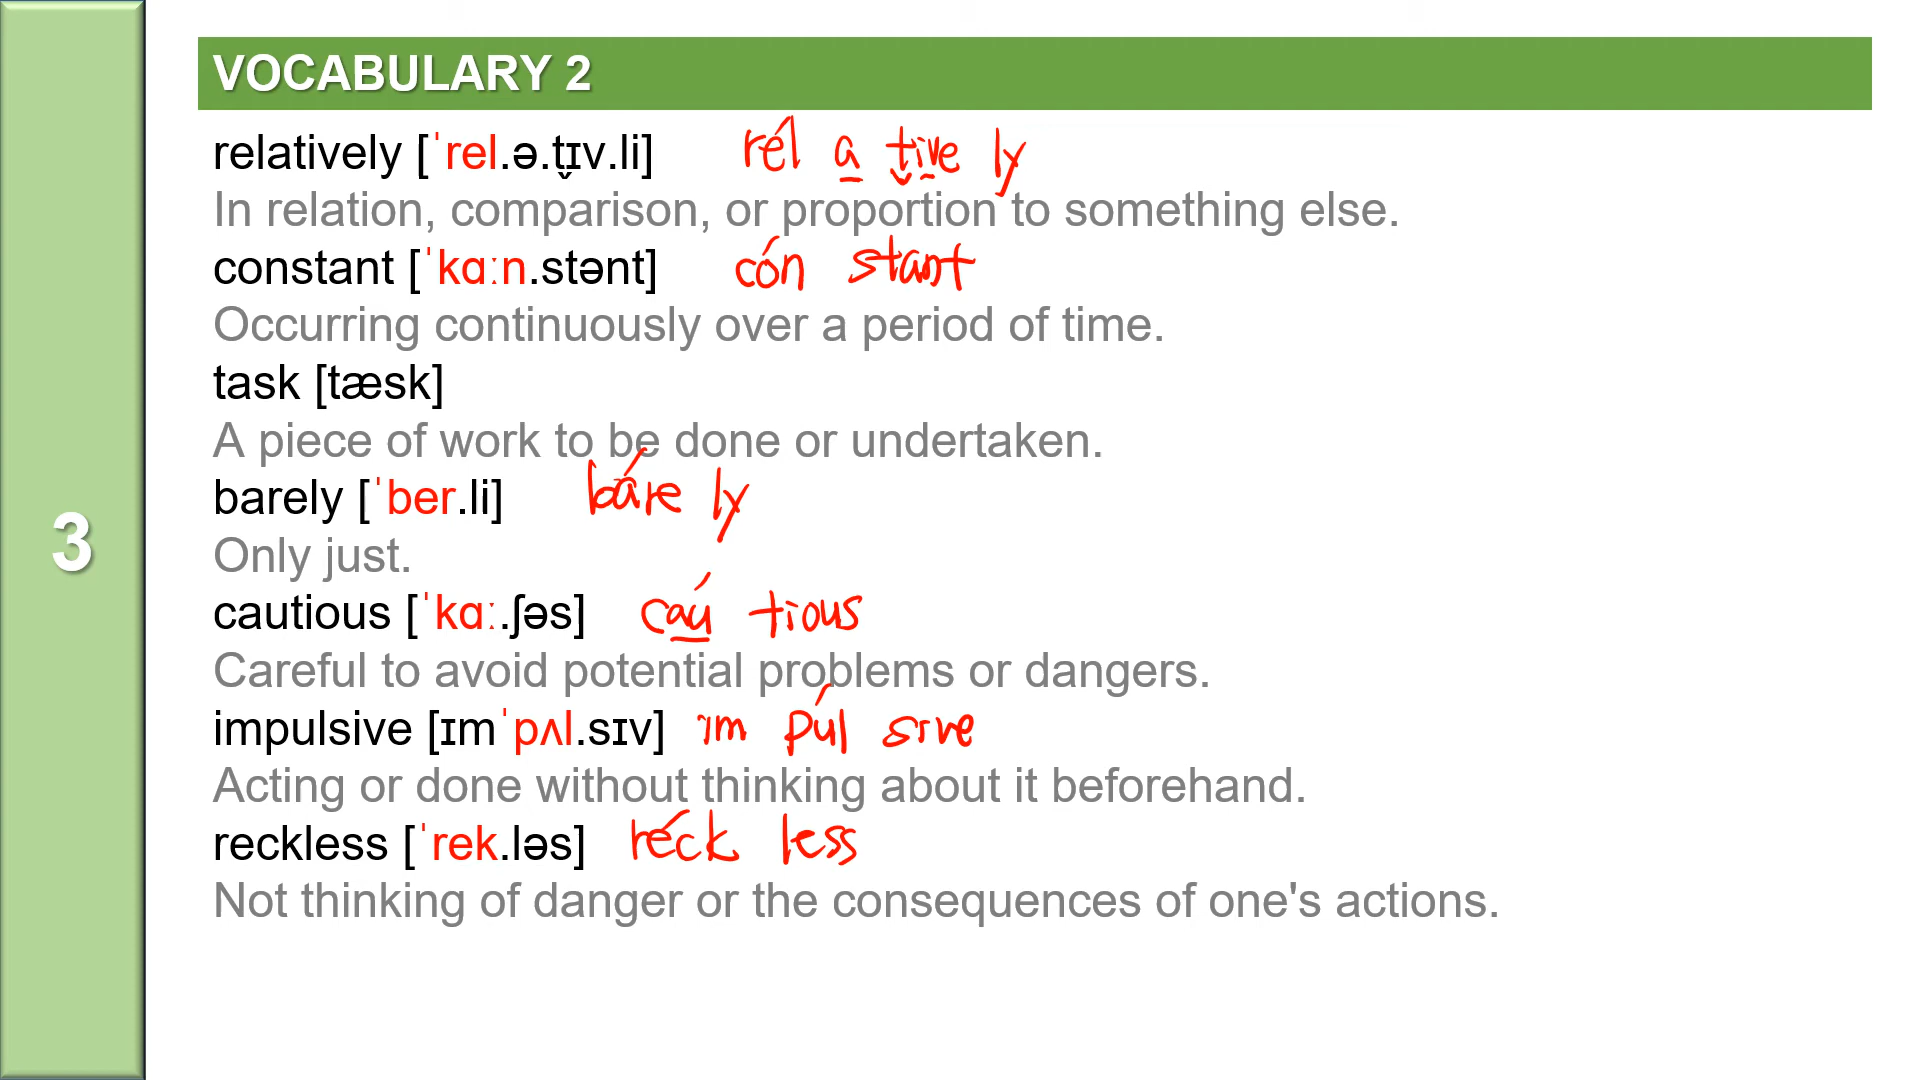 VOCABULARY 2
relatively [ˈrel.ə.t̬ɪv.li] rél a t̬ive ly
In relation, comparison, or proportion to something else.
constant [ˈkɑːn.stənt] cón stant
Occurring continuously over a period of time.
task [tæsk]
A piece of work to be done or undertaken.
barely [ˈber.li] báre ly
3
Only just.
cautious [ˈkɑː.ʃəs] caú tious
Careful to avoid potential problems or dangers.
impulsive [ɪmˈpʌl.sɪv] im púl sive
Acting or done without thinking about it beforehand.
reckless [ˈrek.ləs] réck less
Not thinking of danger or the consequences of one's actions.